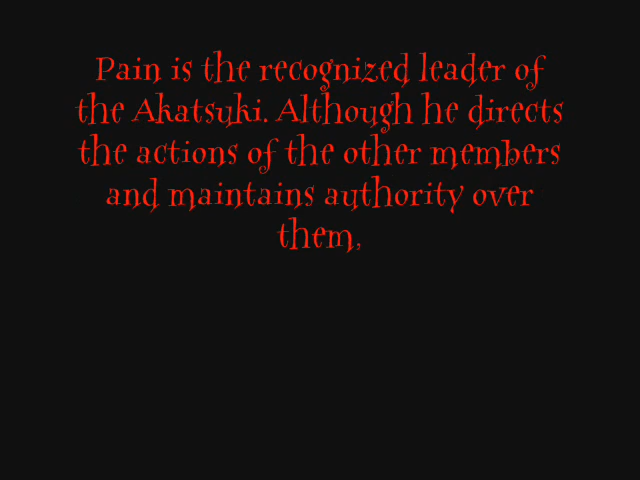 Pain is the recognized leader of
the Akatsuki. Although he directs
the actions of the other members
and maintains authority over
them,